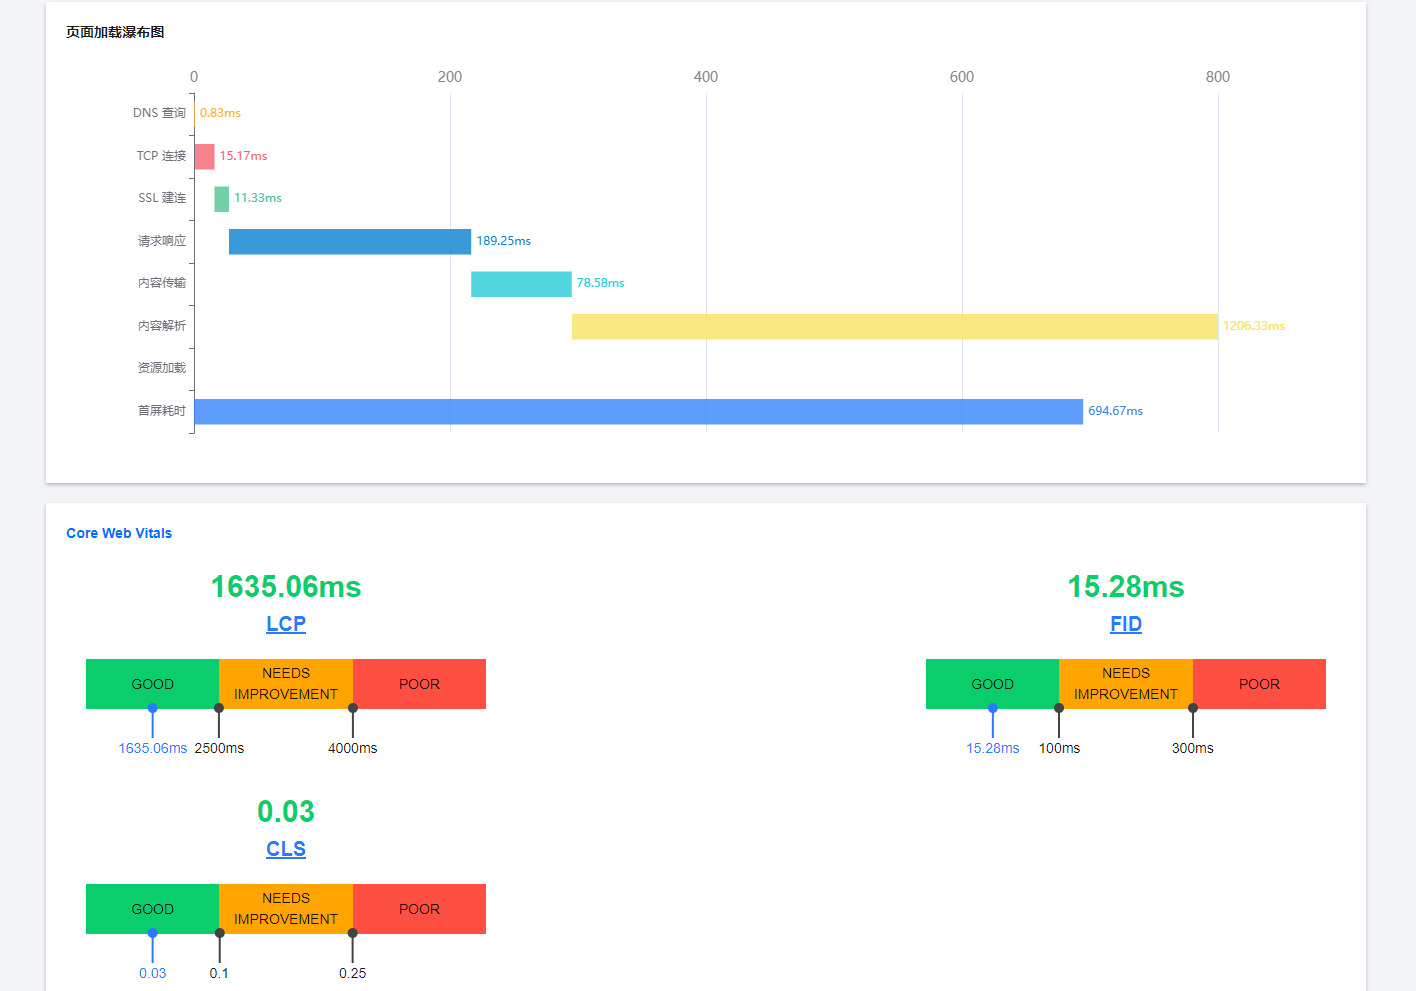 页面加载瀑布图
0 200 400 600 800
DNS 查询 0.83ms
TCP 连接 15.17ms
SSL 建连 11.33ms
请求响应 189.25ms
内容传输 78.58ms
内容解析 1206.33ms
资源加载
首屏耗时 694.67ms
Core Web Vitals
1635.06ms
LCP
GOOD
NEEDS
IMPROVEMENT
POOR
1635.06ms 2500ms 4000ms
15.28ms
FID
GOOD
NEEDS
IMPROVEMENT
POOR
15.28ms 100ms 300ms
0.03
CLS
GOOD
NEEDS
IMPROVEMENT
POOR
0.03 0.1 0.25